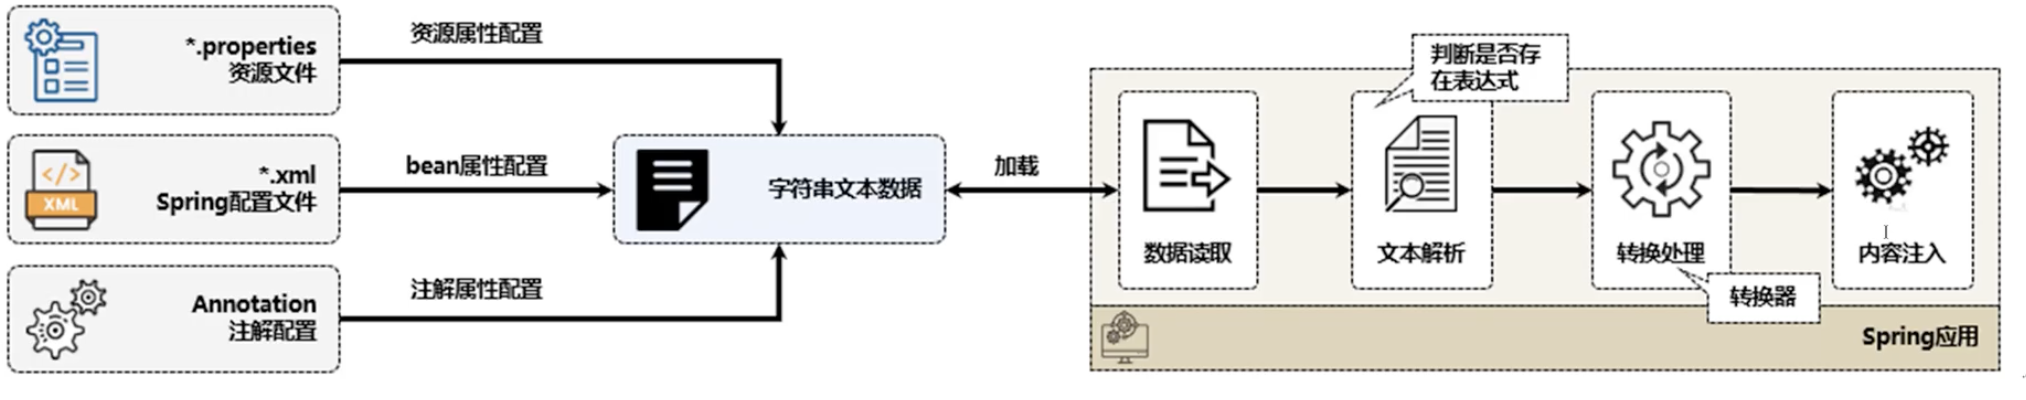 *.properties
资源文件
资源属性配置
*.xml
Spring配置文件
</>
XML
bean属性配置
Annotation
注解配置
注解属性配置
字符串文本数据
加载
判断是否存
在表达式
数据读取
文本解析
转换处理
转换器
内容注入
Spring应用